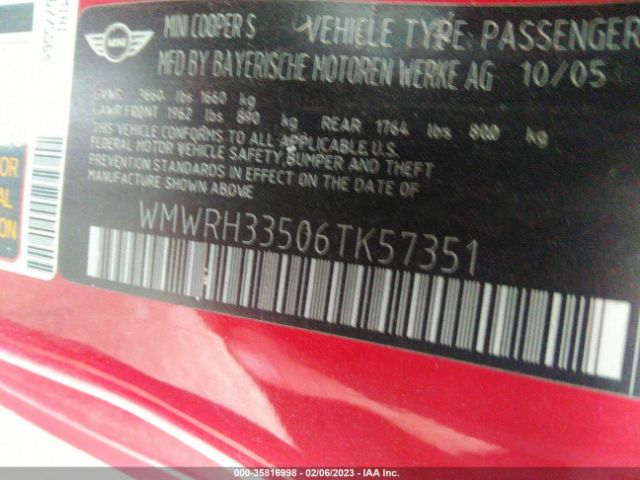 MINI
MINI COOPER S VEHICLE TYPE PASSENGER
MFD BY BAYERISCHE MOTOREN WERKE AG 10/05
GVWR 3660 lbs 1660 kg
GAWR FRONT 1962 lbs 890 kg REAR 1764 lbs 800 kg
THIS VEHICLE CONFORMS TO ALL APPLICABLE U.S.
FEDERAL MOTOR VEHICLE SAFETY, BUMPER AND THEFT
PREVENTION STANDARDS IN EFFECT ON THE DATE OF
MANUFACTURE SHOWN ABOVE.
WMWRH33506TK57351
000-35816998 - 02/06/2023 - IAA Inc.